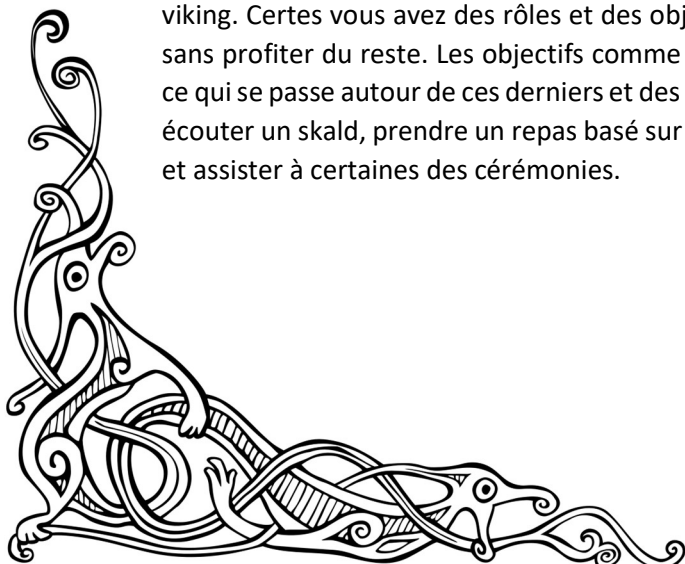 viking. Certes vous avez des rôles et des obj
sans profiter du reste. Les objectifs comme
ce qui se passe autour de ces derniers et des
écouter un skald, prendre un repas basé sur
et assister à certaines des cérémonies.